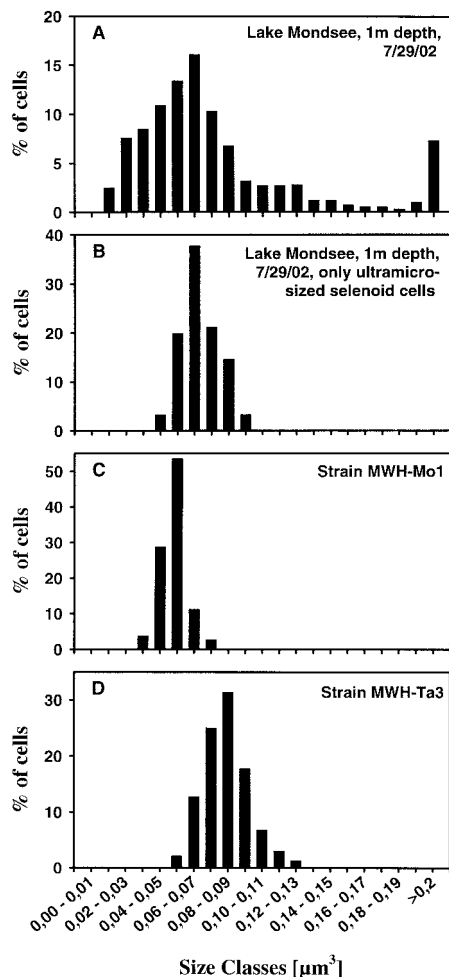 20
15
10
5
0
% of cells
A
Lake Mondsee, 1m depth,
7/29/02
40
30
20
10
0
% of cells
B
Lake Mondsee, 1m depth,
7/29/02, only ultramicro-
sized selenoid cells
50
40
30
20
10
0
% of cells
C
Strain MWH-Mo1
30
20
10
0
% of cells
D
Strain MWH-Ta3
0,00 - 0,01
0,02 - 0,03
0,04 - 0,05
0,06 - 0,07
0,08 - 0,09
0,10 - 0,11
0,12 - 0,13
0,14 - 0,15
0,16 - 0,17
0,18 - 0,19
>0,2
Size Classes [µm³]